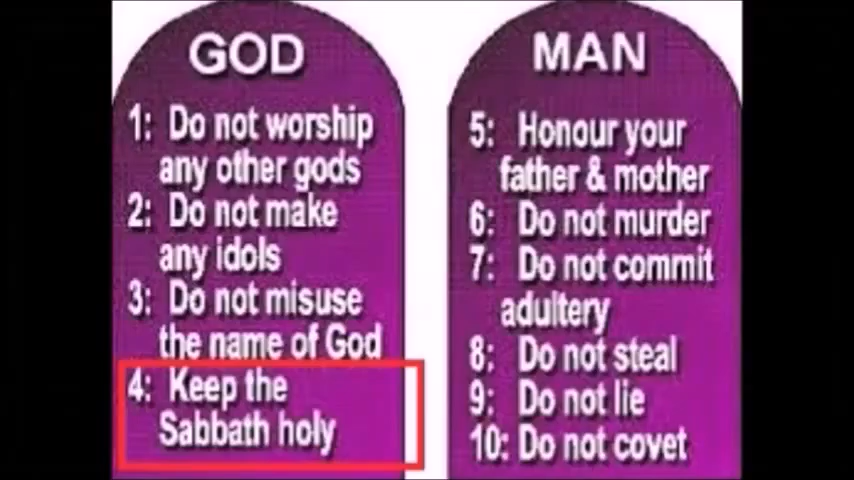 GOD
1: Do not worship
any other gods
2: Do not make
any idols
3: Do not misuse
the name of God
4: Keep the
Sabbath holy
MAN
5: Honour your
father & mother
6: Do not murder
7: Do not commit
adultery
8: Do not steal
9: Do not lie
10: Do not covet